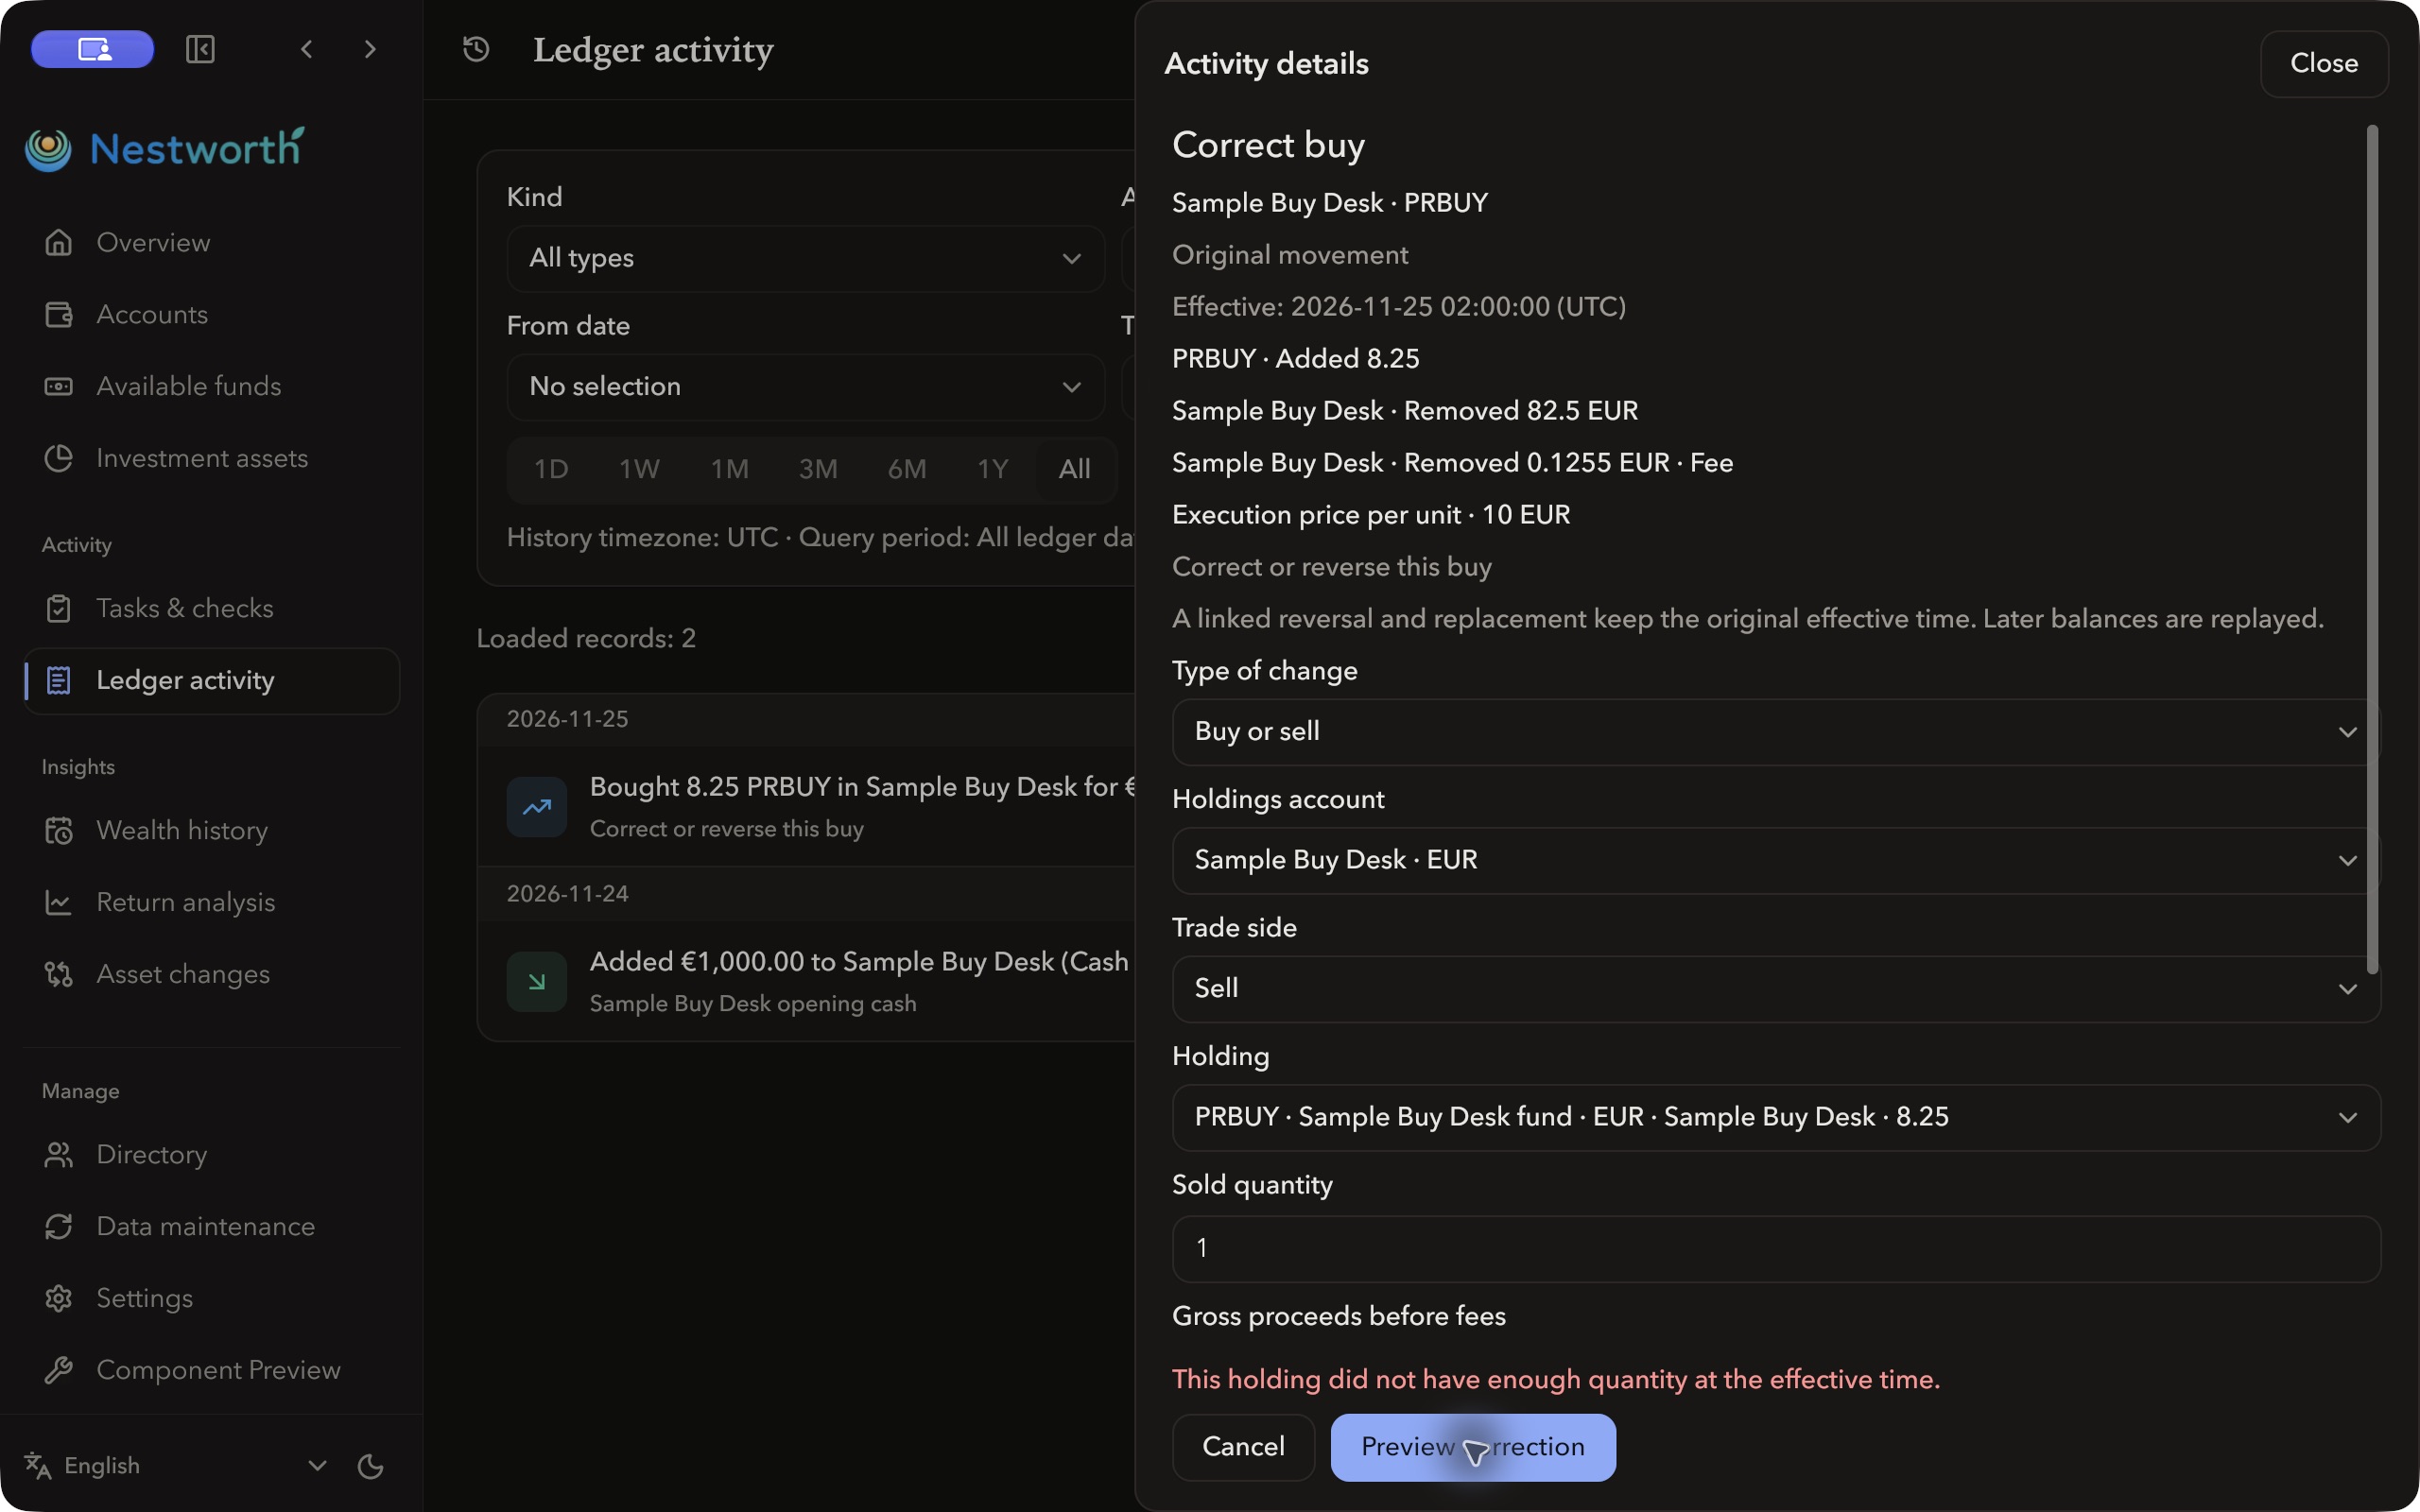 Nestworth
Overview
Accounts
Available funds
Investment assets
Activity
Tasks & checks
Ledger activity
Insights
Wealth history
Return analysis
Asset changes
Manage
Directory
Data maintenance
Settings
Component Preview
English
Ledger activity
Kind
All types
From date
No selection
1D 1W 1M 3M 6M 1Y All
History timezone: UTC · Query period: All ledger da
Loaded records: 2
2026-11-25
Bought 8.25 PRBUY in Sample Buy Desk for €
Correct or reverse this buy
2026-11-24
Added €1,000.00 to Sample Buy Desk (Cash
Sample Buy Desk opening cash
Activity details
Close
Correct buy
Sample Buy Desk · PRBUY
Original movement
Effective: 2026-11-25 02:00:00 (UTC)
PRBUY · Added 8.25
Sample Buy Desk · Removed 82.5 EUR
Sample Buy Desk · Removed 0.1255 EUR · Fee
Execution price per unit · 10 EUR
Correct or reverse this buy
A linked reversal and replacement keep the original effective time. Later balances are replayed.
Type of change
Buy or sell
Holdings account
Sample Buy Desk · EUR
Trade side
Sell
Holding
PRBUY · Sample Buy Desk fund · EUR · Sample Buy Desk · 8.25
Sold quantity
1
Gross proceeds before fees
This holding did not have enough quantity at the effective time.
Cancel
Preview rrection